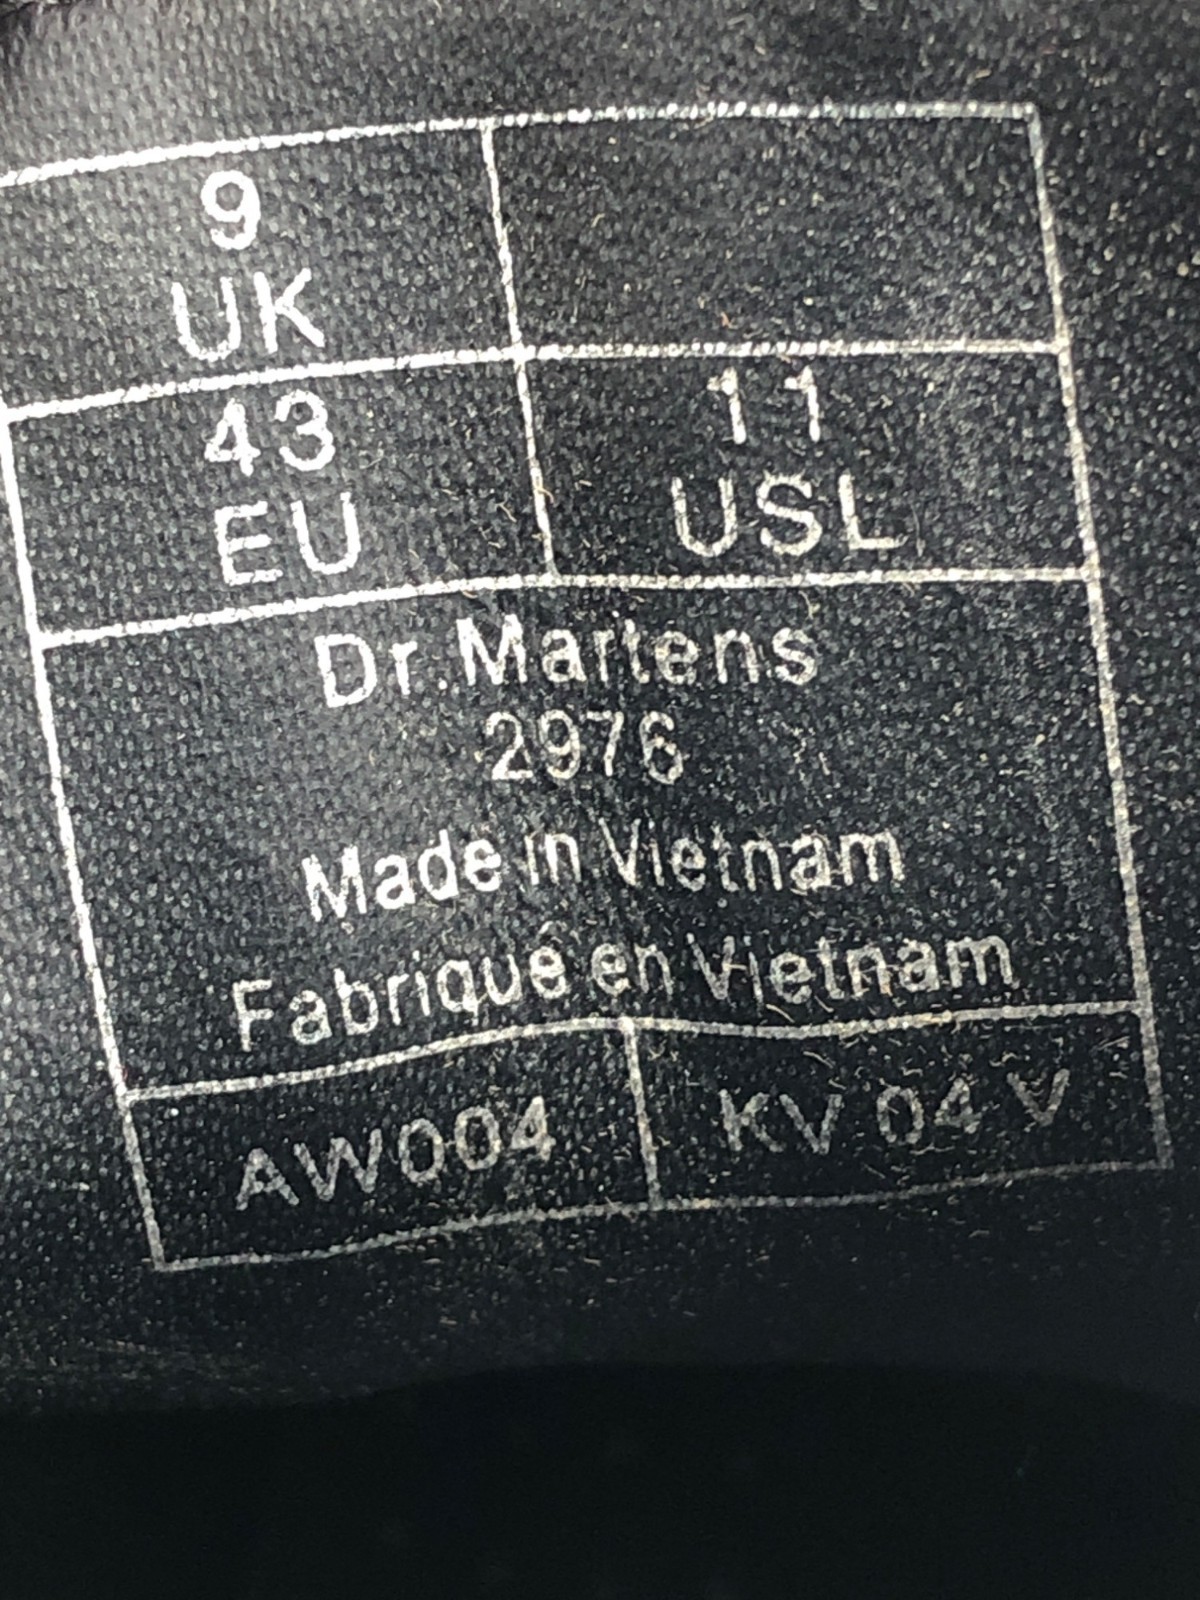 9
UK
43
EU
11
USL
Dr. Martens
2976
Made in Vietnam
Fabriqué en Vietnam
AW004
KV 04 V